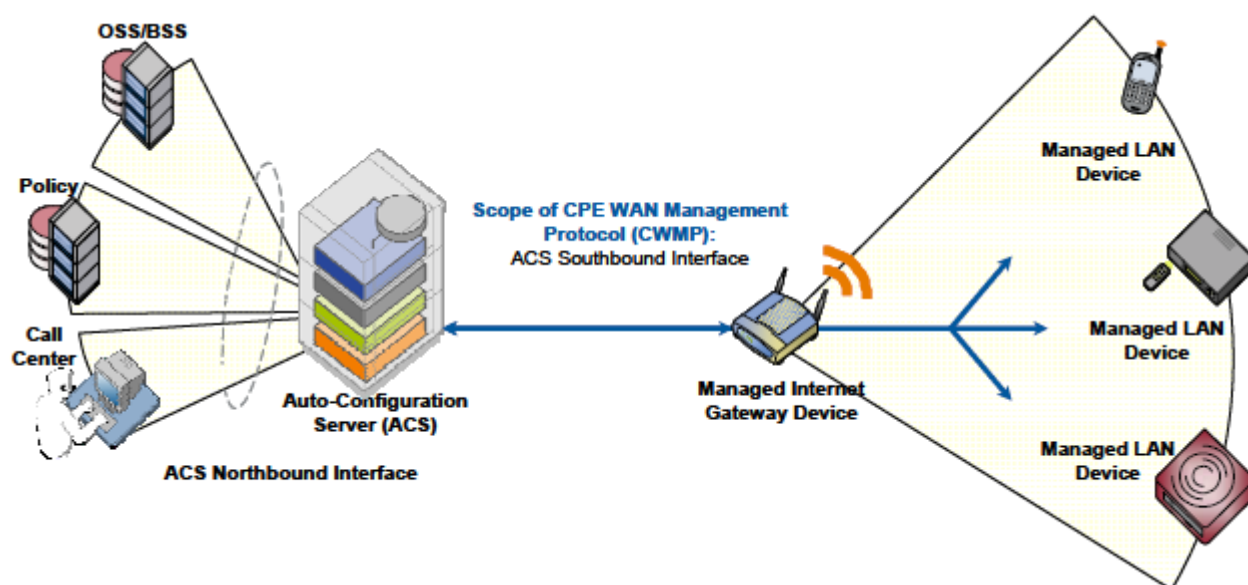 OSS/BSS
Policy
Call
Center
ACS Northbound Interface
Auto-Configuration
Server (ACS)
Scope of CPE WAN Management
Protocol (CWMP):
ACS Southbound Interface
Managed Internet
Gateway Device
Managed LAN
Device
Managed LAN
Device
Managed LAN
Device